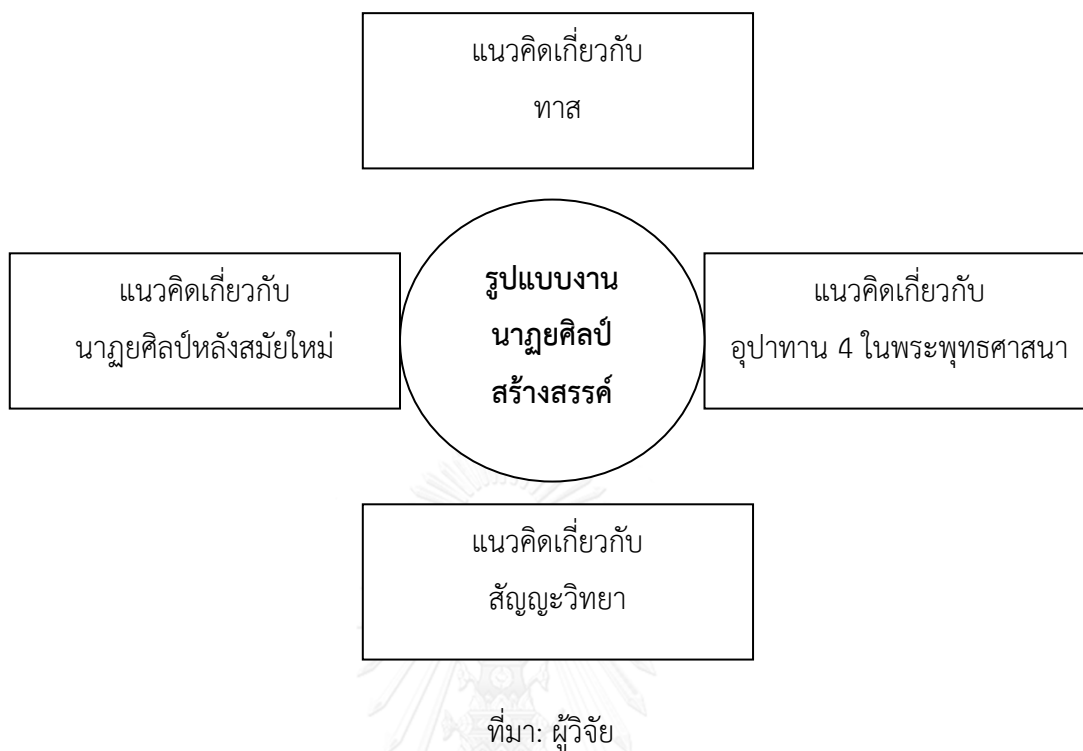 แนวคิดเกี่ยวกับ
ทาส
แนวคิดเกี่ยวกับ
นาฏยศิลป์หลังสมัยใหม่
รูปแบบงาน
นาฏยศิลป์
สร้างสรรค์
แนวคิดเกี่ยวกับ
อุปาทาน 4 ในพระพุทธศาสนา
แนวคิดเกี่ยวกับ
สัญญะวิทยา
ที่มา: ผู้วิจัย